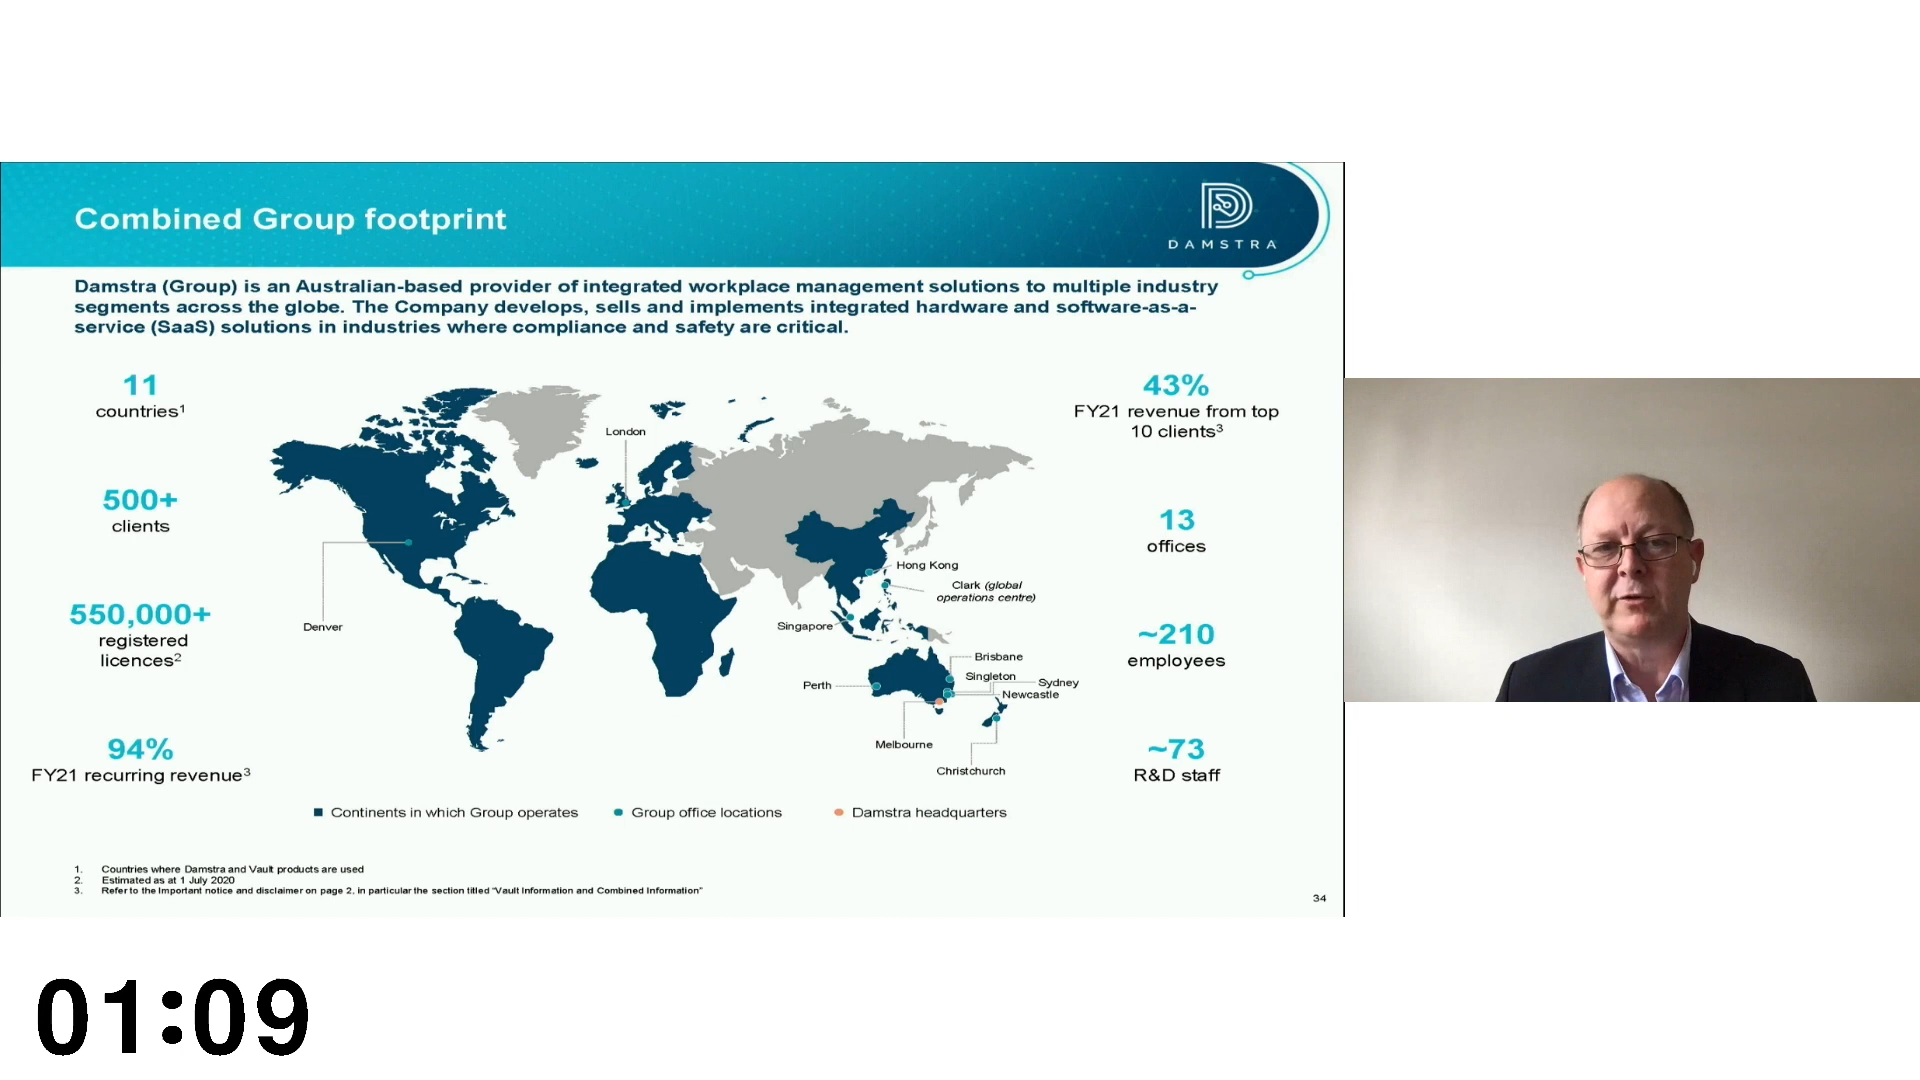 Combined Group footprint
DAMSTRA
Damstra (Group) is an Australian-based provider of integrated workplace management solutions to multiple industry
segments across the globe. The Company develops, sells and implements integrated hardware and software-as-a-
service (SaaS) solutions in industries where compliance and safety are critical.
11
countries¹
500+
clients
550,000+
registered
licences²
94%
FY21 recurring revenue³
London
Denver
Hong Kong
Clark (global
operations centre)
Singapore
Brisbane
Singleton
Sydney
Perth
Newcastle
Melbourne
Christchurch
43%
FY21 revenue from top
10 clients³
13
offices
~210
employees
~73
R&D staff
Continents in which Group operates
Group office locations
Damstra headquarters
1. Countries where Damstra and Vault products are used
2. Estimated as at 1 July 2020
3. Refer to the Important notice and disclaimer on page 2, in particular the section titled "Vault Information and Combined Information"
34
01:09